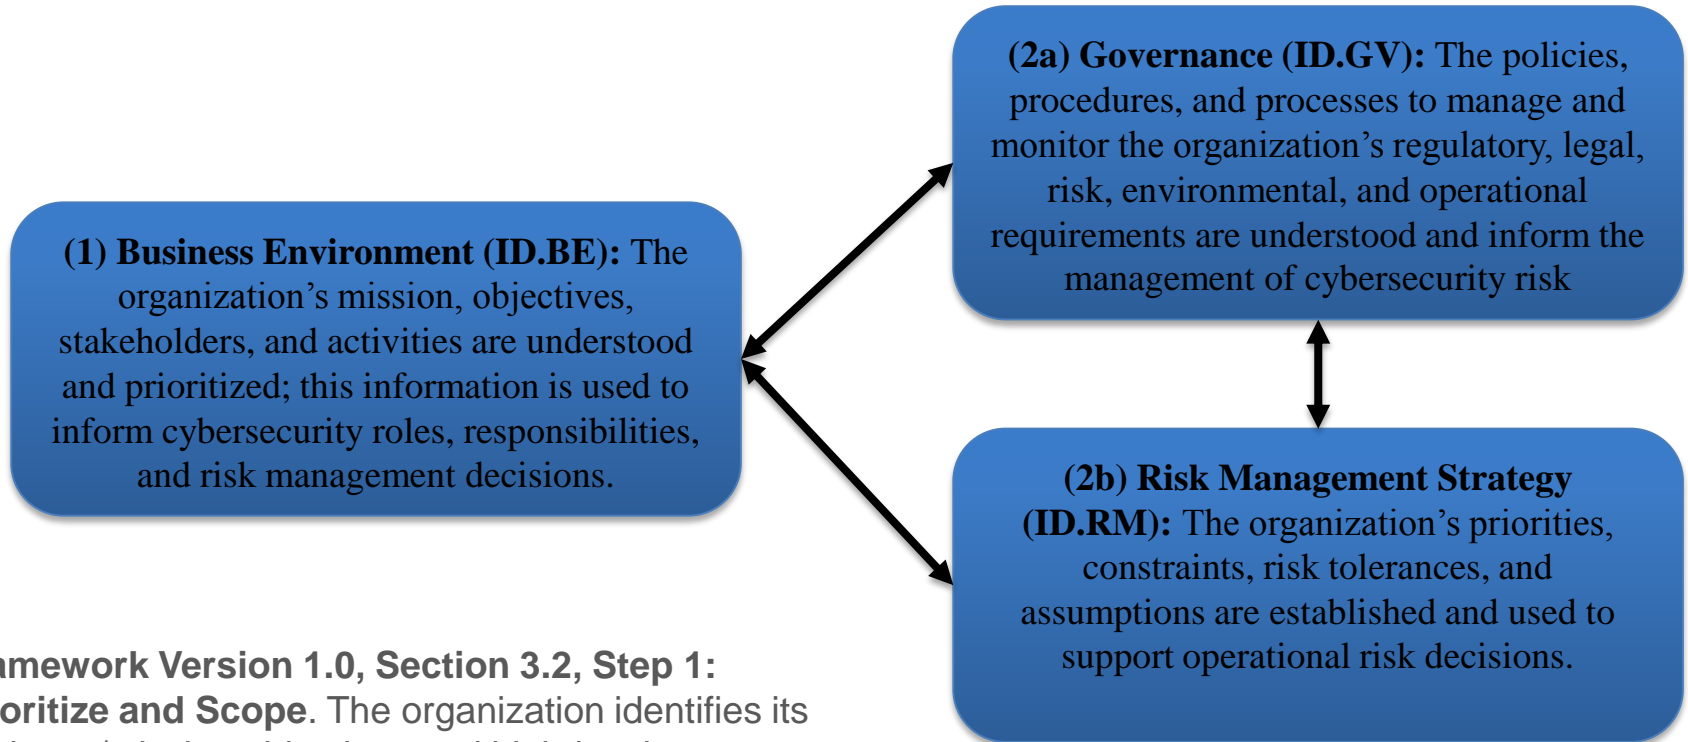 (1) Business Environment (ID.BE): The
organization’s mission, objectives,
stakeholders, and activities are understood
and prioritized; this information is used to
inform cybersecurity roles, responsibilities,
and risk management decisions.
(2a) Governance (ID.GV): The policies,
procedures, and processes to manage and
monitor the organization’s regulatory, legal,
risk, environmental, and operational
requirements are understood and inform the
management of cybersecurity risk
(2b) Risk Management Strategy
(ID.RM): The organization’s priorities,
constraints, risk tolerances, and
assumptions are established and used to
support operational risk decisions.
amework Version 1.0, Section 3.2, Step 1:
oritize and Scope. The organization identifies its